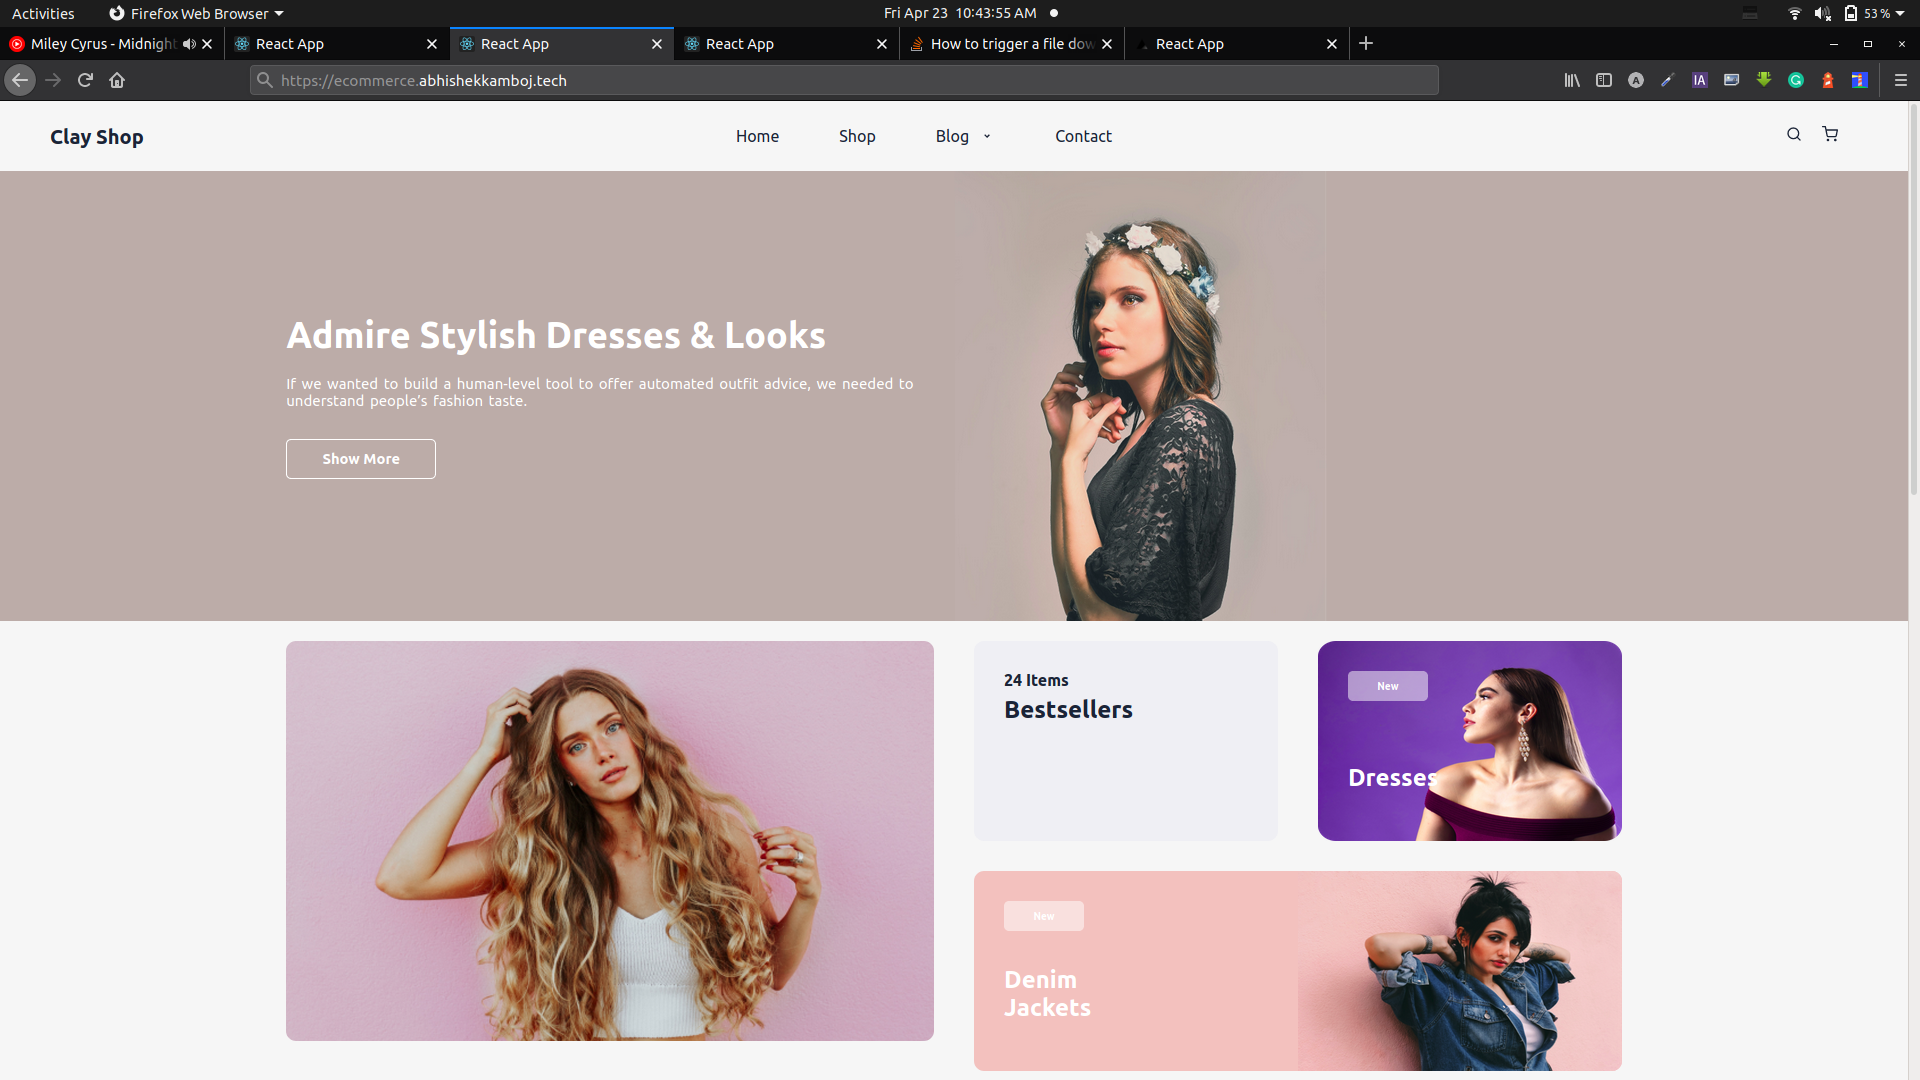 Activities
Firefox Web Browser
Fri Apr 23 10:43:55 AM
53 %
Miley Cyrus - Midnight
React App
React App
React App
How to trigger a file dow
React App
https://ecommerce.abhishekkamboj.tech
A
IA
Clay Shop
Home
Shop
Blog
Contact
Admire Stylish Dresses & Looks
If we wanted to build a human-level tool to offer automated outfit advice, we needed to
understand people's fashion taste.
Show More
24 Items
Bestsellers
New
Dresses
New
Denim
Jackets